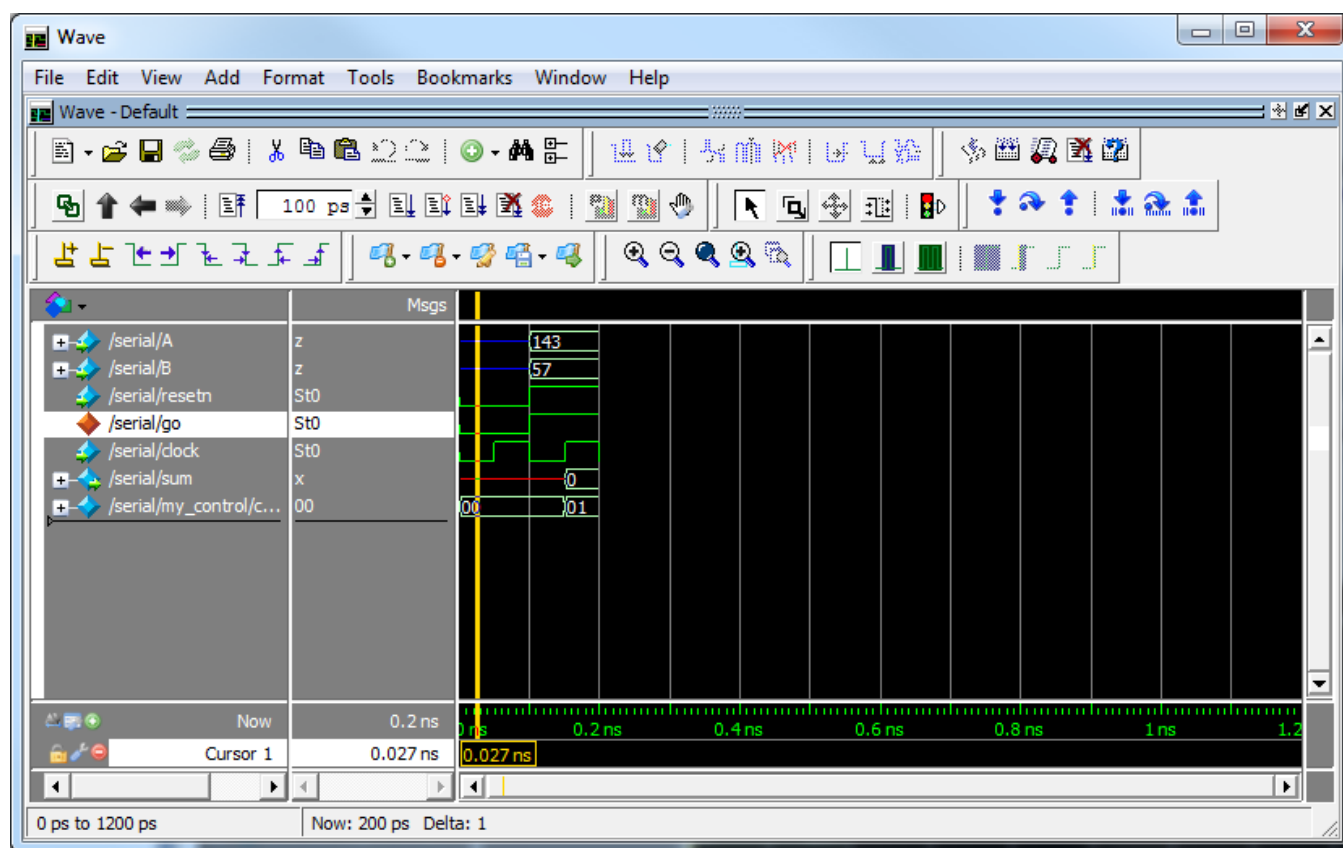 Wave
File Edit View Add Format Tools Bookmarks Window Help
Wave - Default
100 ps
Msgs
/serial/A z 143
/serial/B z 57
/serial/resetn St0
/serial/go St0
/serial/clock St0
/serial/sum x 0
/serial/my_control/c... 00 00 01
Now 0.2 ns 0.2 ns 0.4 ns 0.6 ns 0.8 ns 1 ns 1.2
Cursor 1 0.027 ns 0.027 ns
0 ps to 1200 ps Now: 200 ps Delta: 1